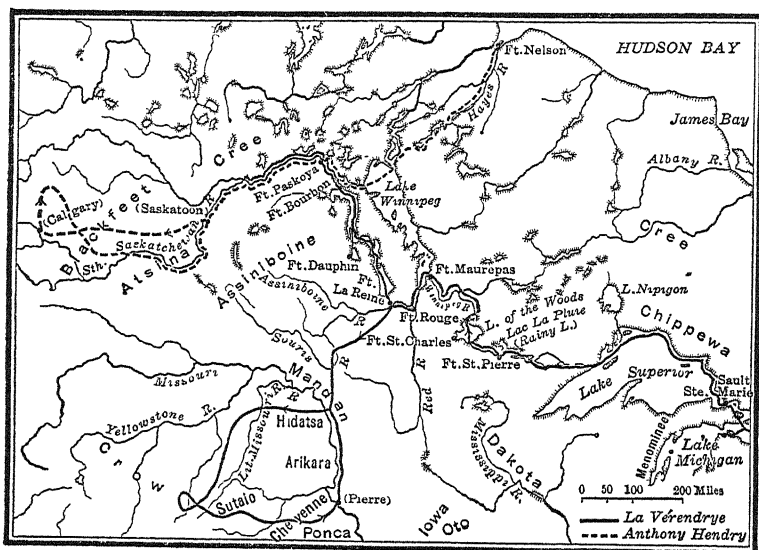 HUDSON BAY
Ft. Nelson
Hayes R
James Bay
Albany R.
Cree
Cree
Ft. Paskoya
Ft. Bourbon
Lake
Winnipeg
(Calgary)
(Saskatoon)
Blackfeet
Saskatchewan R
Sth.
Atsina
Assiniboine
Ft. Dauphin
Ft.
La Reine
Assiniboine R
Ft. Maurepas
Winnipeg R
Ft. Rouge
L. of the Woods
Lac La Pluie
(Rainy L.)
L. Nipigon
Chippewa
Ft. St. Charles
Ft. St. Pierre
Souris R
Red R
Missouri
Mandan
Lake Superior
Sault
Ste. Marie
Yellowstone R.
Lit. Missouri R
Hidatsa
Crow
Arikara
Mississippi R.
Dakota
Menominee
Lake
Michigan
Sutaio
Cheyenne
(Pierre)
Ponca
Iowa
Oto
0 50 100 200 Miles
La Vérendrye
Anthony Hendry